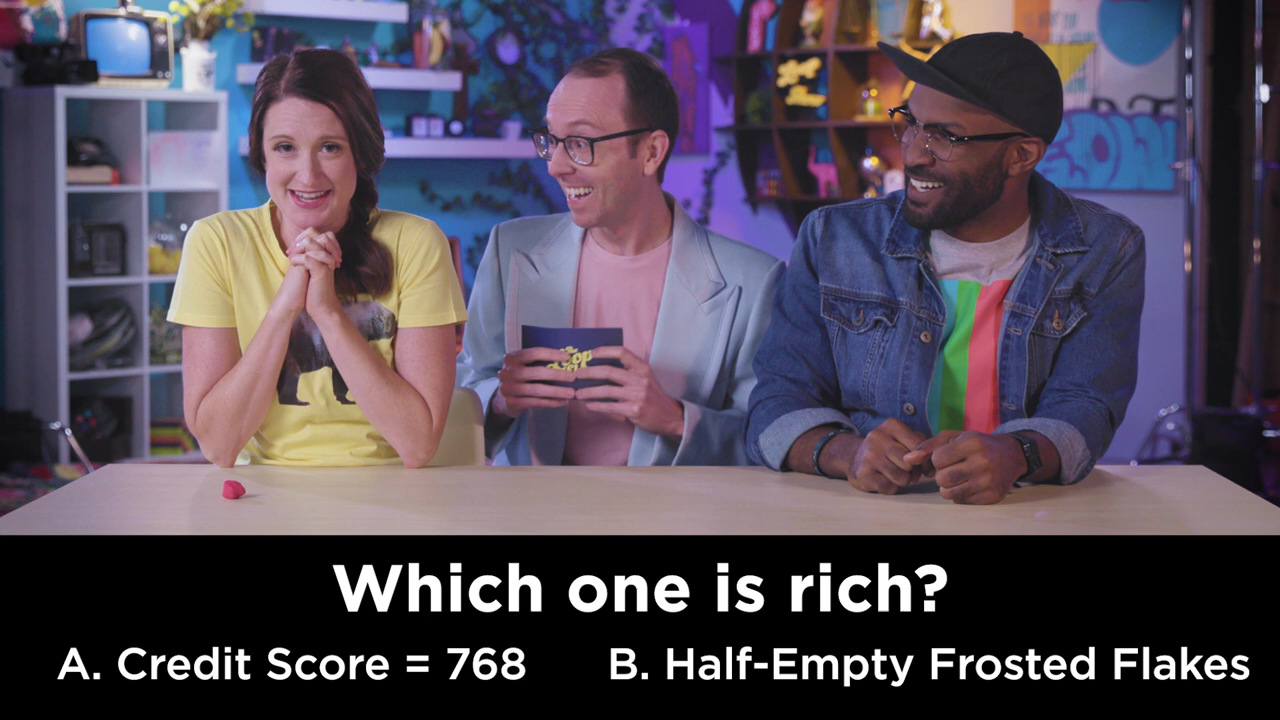 Which one is rich?
A. Credit Score = 768 B. Half-Empty Frosted Flakes